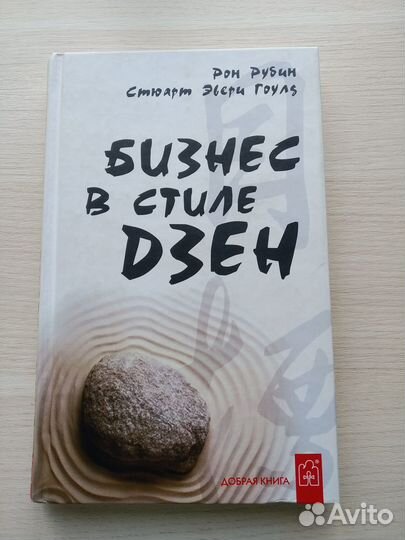 Рон Рубин
Стюарт Эвери Гоулд
БИЗНЕС
В СТИЛЕ
ДЗЕН
ДОБРАЯ КНИГА
Avito